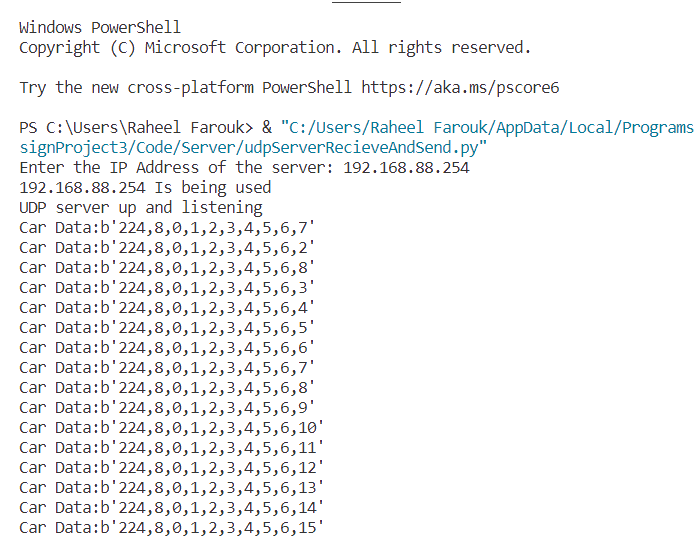 Windows PowerShell
Copyright (C) Microsoft Corporation. All rights reserved.
Try the new cross-platform PowerShell https://aka.ms/pscore6
PS C:\Users\Raheel Farouk> & "C:/Users/Raheel Farouk/AppData/Local/Programs
signProject3/Code/Server/udpServerRecieveAndSend.py"
Enter the IP Address of the server: 192.168.88.254
192.168.88.254 Is being used
UDP server up and listening
Car Data:b'224,8,0,1,2,3,4,5,6,7'
Car Data:b'224,8,0,1,2,3,4,5,6,2'
Car Data:b'224,8,0,1,2,3,4,5,6,8'
Car Data:b'224,8,0,1,2,3,4,5,6,3'
Car Data:b'224,8,0,1,2,3,4,5,6,4'
Car Data:b'224,8,0,1,2,3,4,5,6,5'
Car Data:b'224,8,0,1,2,3,4,5,6,6'
Car Data:b'224,8,0,1,2,3,4,5,6,7'
Car Data:b'224,8,0,1,2,3,4,5,6,8'
Car Data:b'224,8,0,1,2,3,4,5,6,9'
Car Data:b'224,8,0,1,2,3,4,5,6,10'
Car Data:b'224,8,0,1,2,3,4,5,6,11'
Car Data:b'224,8,0,1,2,3,4,5,6,12'
Car Data:b'224,8,0,1,2,3,4,5,6,13'
Car Data:b'224,8,0,1,2,3,4,5,6,14'
Car Data:b'224,8,0,1,2,3,4,5,6,15'